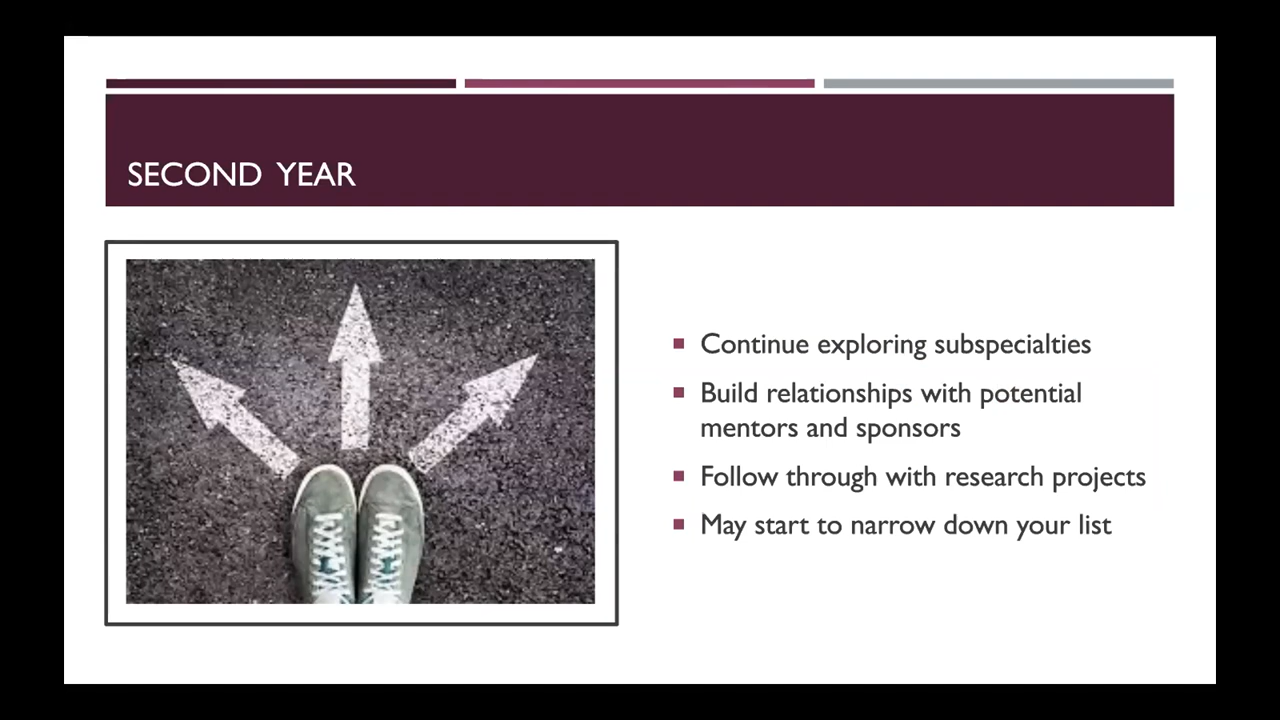 SECOND YEAR
Continue exploring subspecialties
Build relationships with potential
mentors and sponsors
Follow through with research projects
May start to narrow down your list